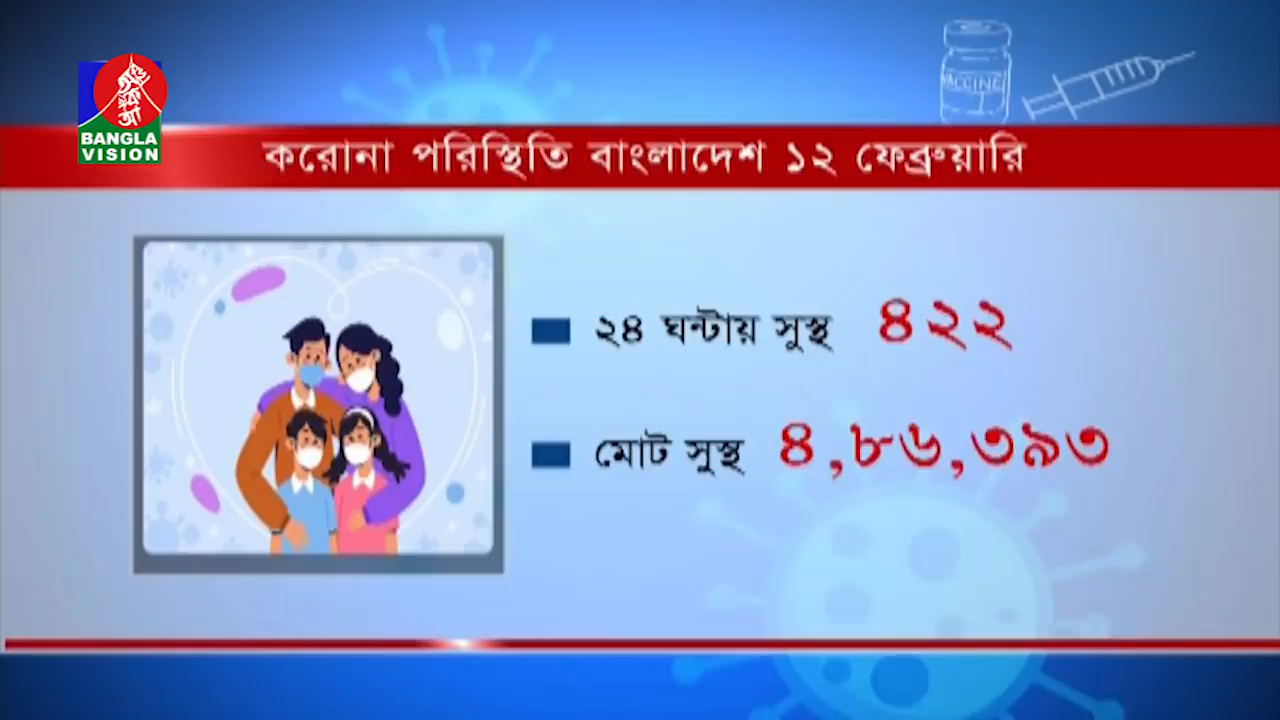 VACCINE
BANGLA
VISION
করোনা পরিস্থিতি বাংলাদেশ ১২ ফেব্রুয়ারি
২৪ ঘন্টায় সুস্থ ৪২২
মোট সুস্থ ৪,৮৬,৩৯৩